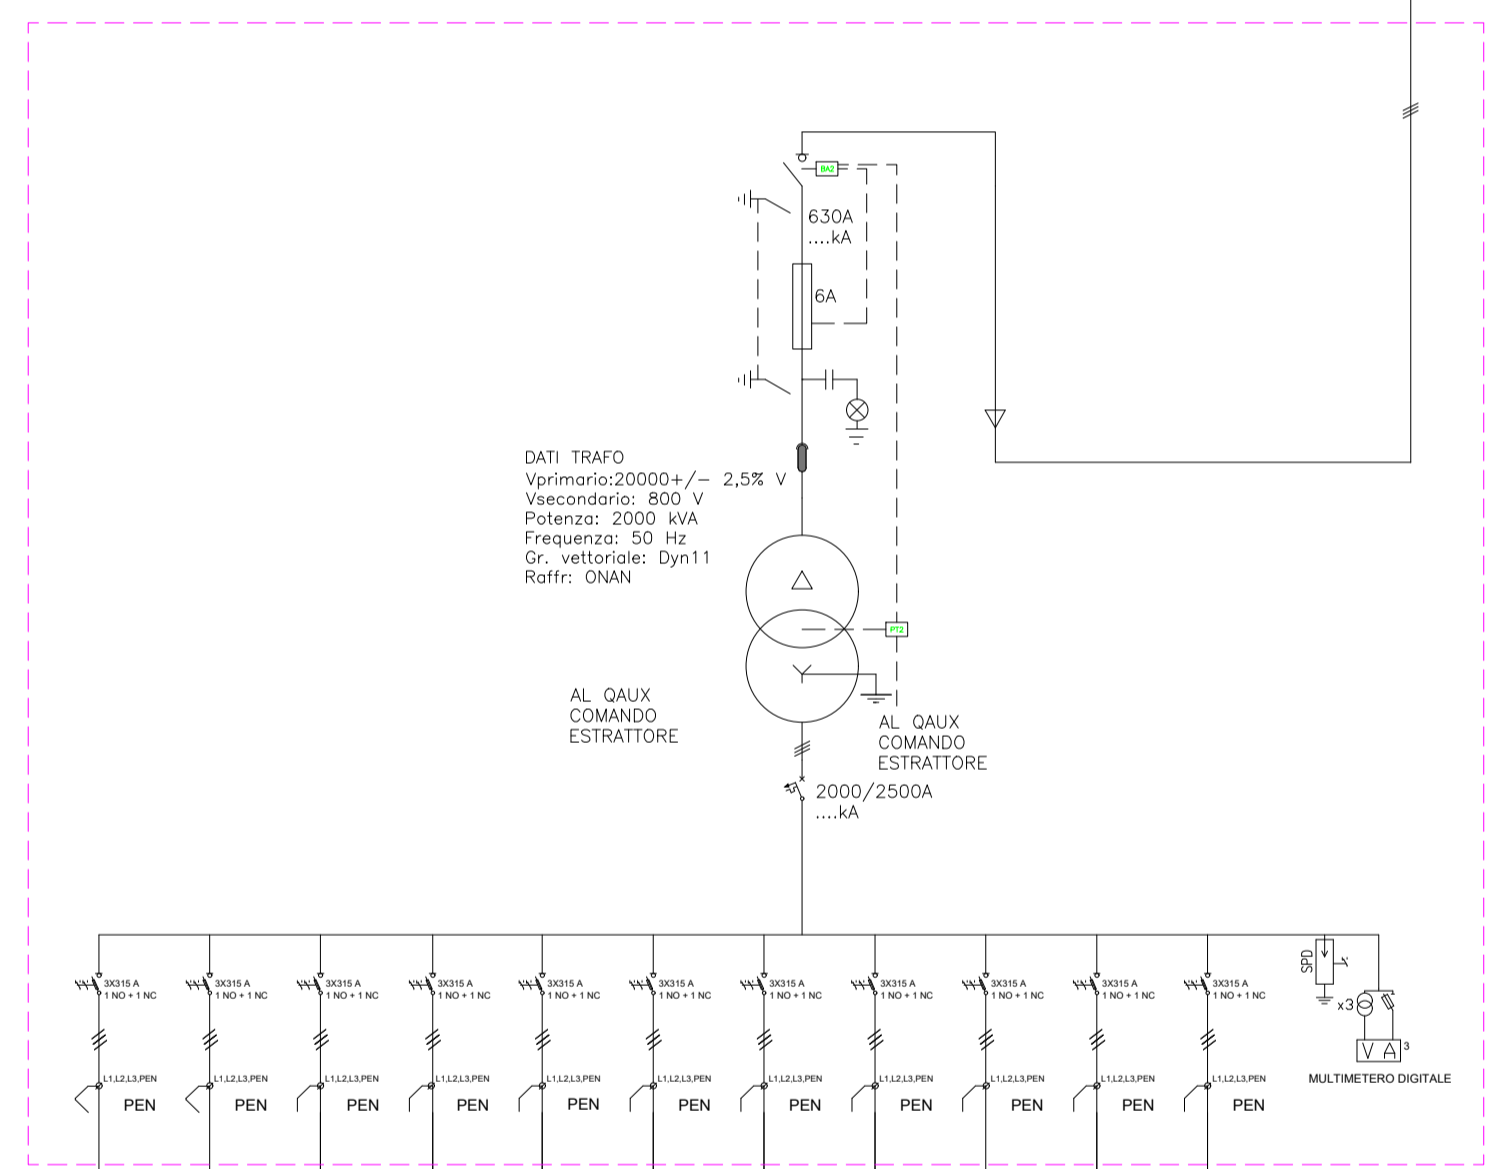 BA2
630A
....kA
6A
DATI TRAFO
Vprimario:20000+/- 2,5% V
Vsecondario: 800 V
Potenza: 2000 kVA
Frequenza: 50 Hz
Gr. vettoriale: Dyn11
Raffr: ONAN
PT2
AL QAUX
COMANDO
ESTRATTORE
AL QAUX
COMANDO
ESTRATTORE
2000/2500A
....kA
3X315 A
1 NO + 1 NC
3X315 A
1 NO + 1 NC
3X315 A
1 NO + 1 NC
3X315 A
1 NO + 1 NC
3X315 A
1 NO + 1 NC
3X315 A
1 NO + 1 NC
3X315 A
1 NO + 1 NC
3X315 A
1 NO + 1 NC
3X315 A
1 NO + 1 NC
3X315 A
1 NO + 1 NC
3X315 A
1 NO + 1 NC
SPD
x3
V A 3
MULTIMETERO DIGITALE
L1,L2,L3,PEN
PEN
L1,L2,L3,PEN
PEN
L1,L2,L3,PEN
PEN
L1,L2,L3,PEN
PEN
L1,L2,L3,PEN
PEN
L1,L2,L3,PEN
PEN
L1,L2,L3,PEN
PEN
L1,L2,L3,PEN
PEN
L1,L2,L3,PEN
PEN
L1,L2,L3,PEN
PEN
L1,L2,L3,PEN
PEN